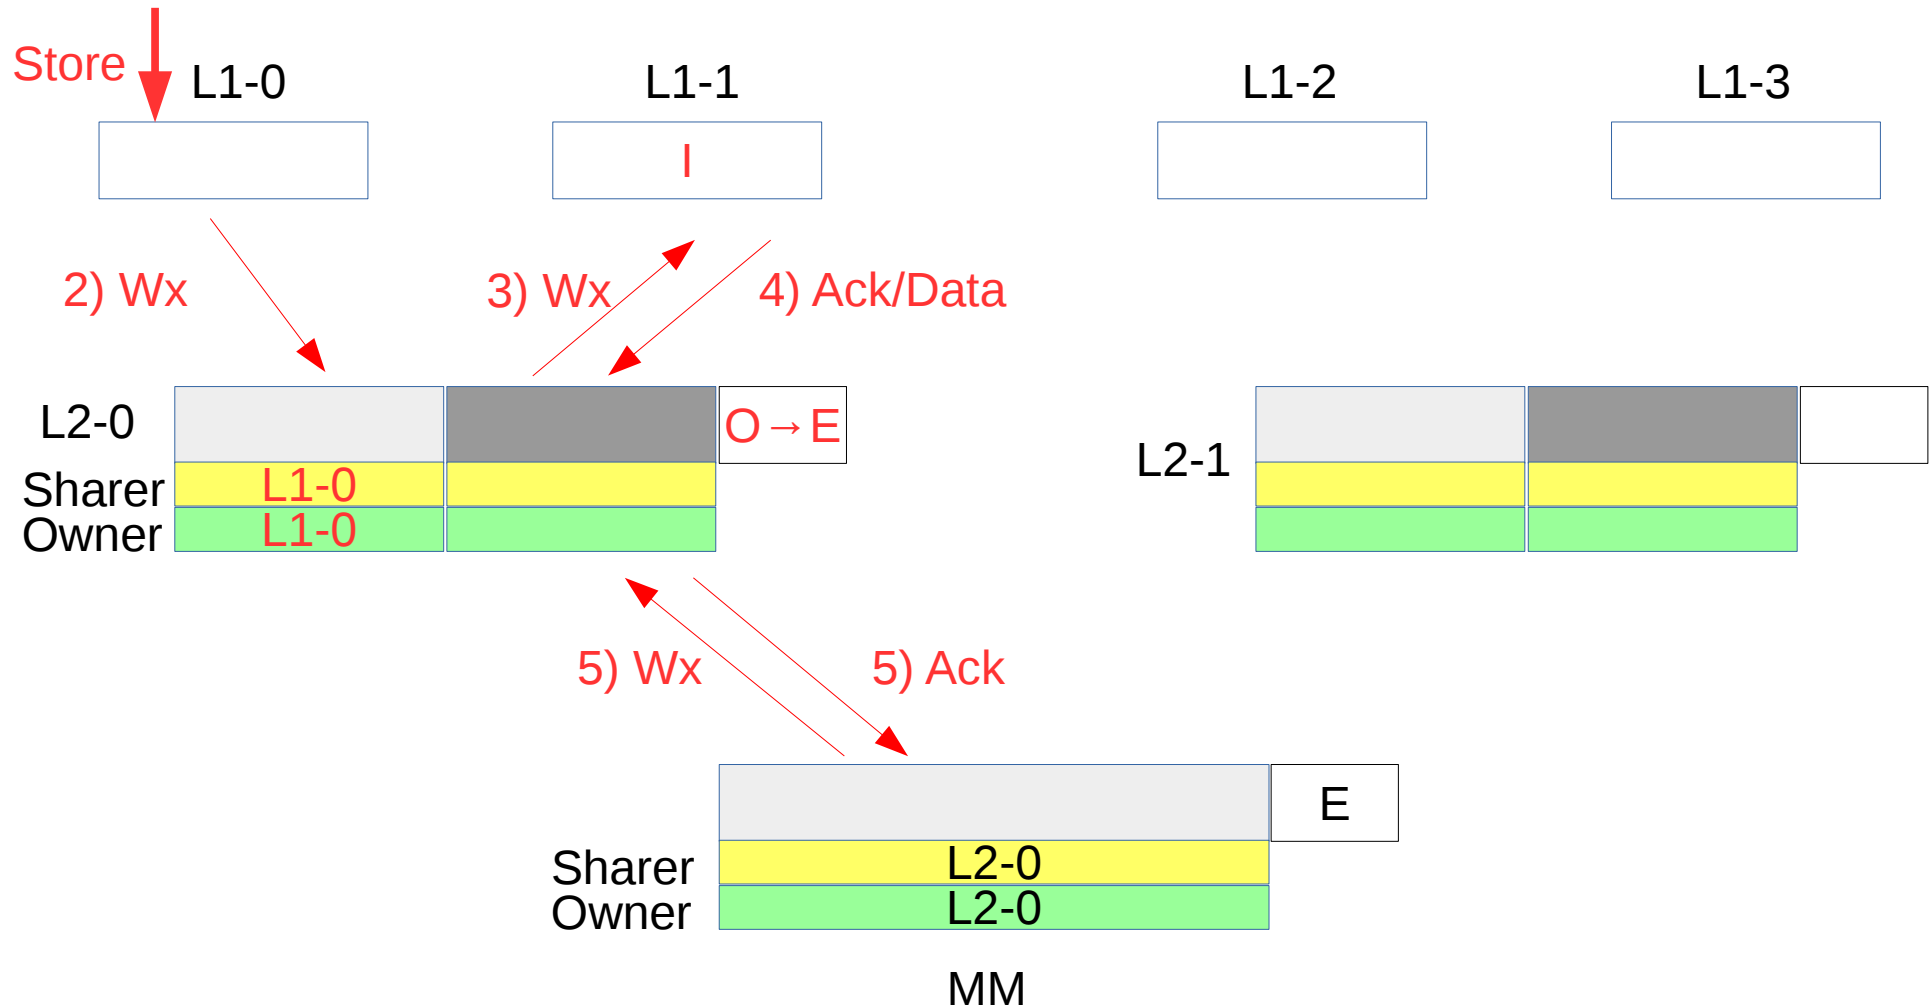 Store
L1-0
L1-1
L1-2
L1-3
I
2) Wx
3) Wx
4) Ack/Data
L2-0
O→E
L2-1
Sharer
L1-0
Owner
L1-0
5) Wx
5) Ack
E
Sharer
L2-0
Owner
L2-0
MM